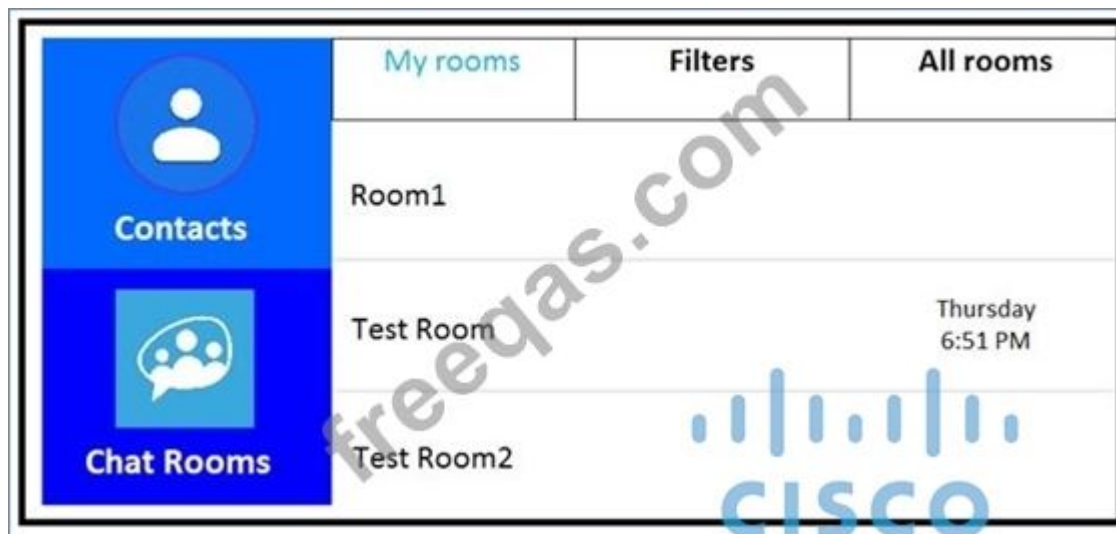 My rooms
Filters
All rooms
Contacts
Chat Rooms
Room1
Test Room
Thursday
6:51 PM
Test Room2
freeqas.com
CISCO